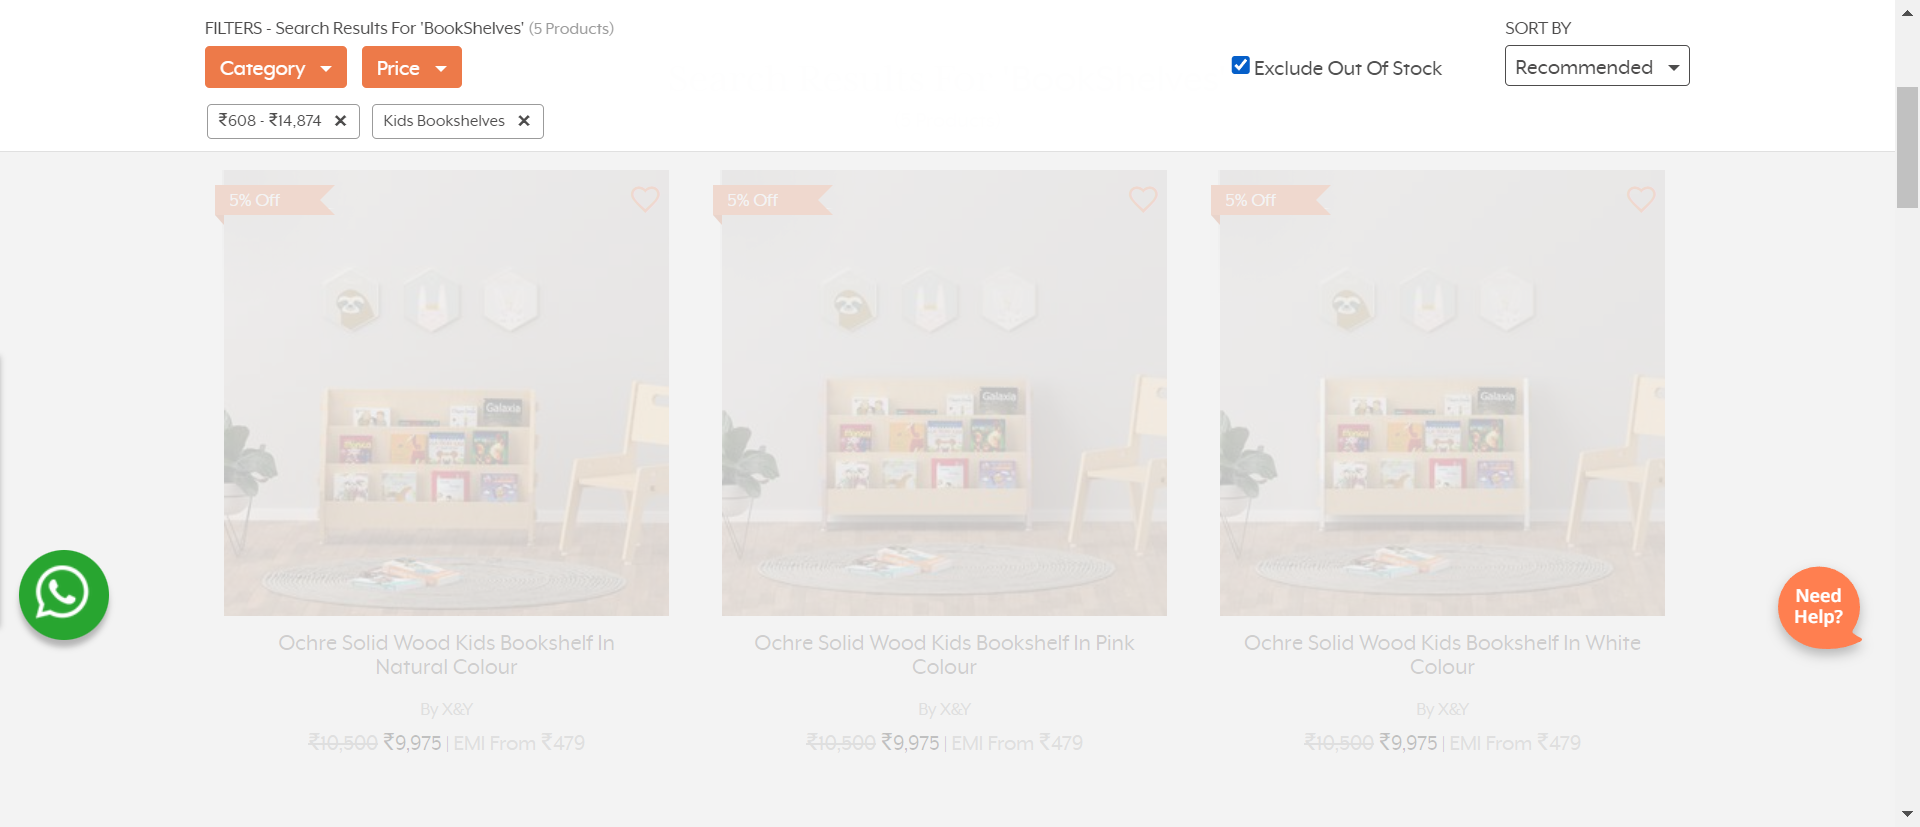 FILTERS - Search Results For 'BookShelves' (5 Products)
SORT BY
Category
Price
Exclude Out Of Stock
Recommended
₹608 - ₹14,874 ×
Kids Bookshelves ×
5% Off
5% Off
5% Off
Galaxia
Galaxia
Galaxia
Need
Help?
Ochre Solid Wood Kids Bookshelf In
Natural Colour
By X&Y
₹10,500 ₹9,975 | EMI From ₹479
Ochre Solid Wood Kids Bookshelf In Pink
Colour
By X&Y
₹10,500 ₹9,975 | EMI From ₹479
Ochre Solid Wood Kids Bookshelf In White
Colour
By X&Y
₹10,500 ₹9,975 | EMI From ₹479